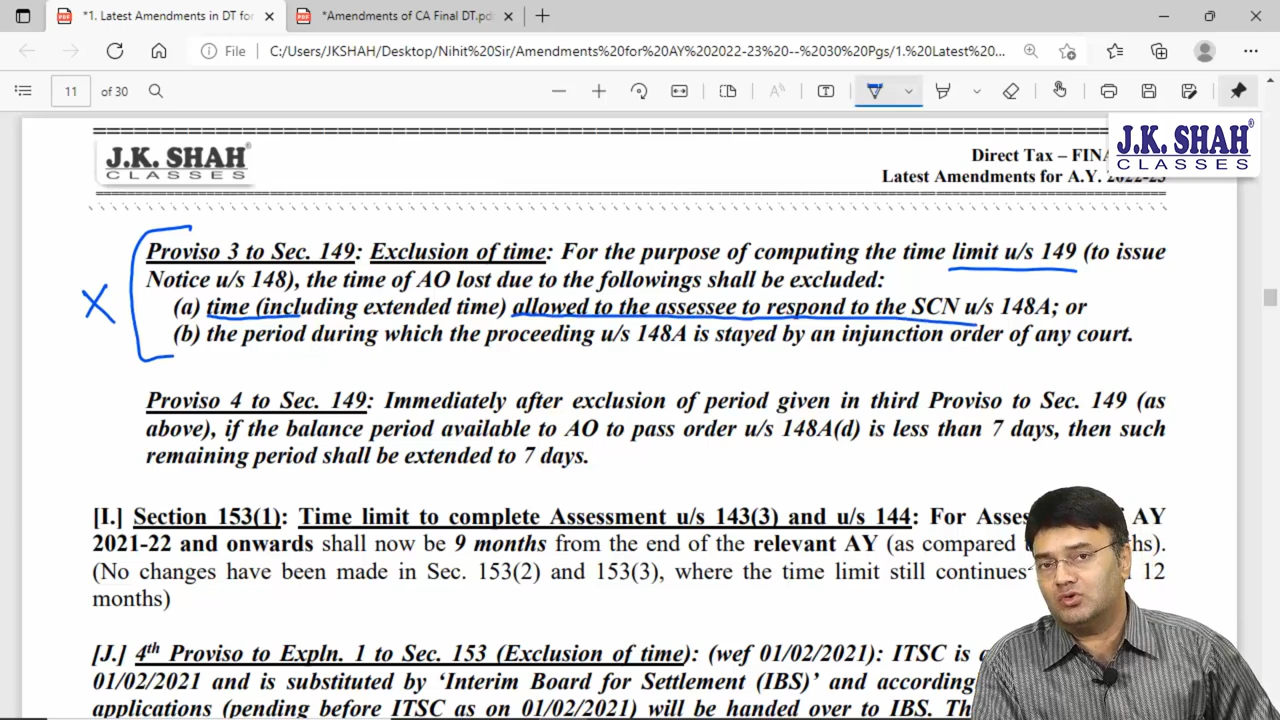 *1. Latest Amendments in DT for
*Amendments of CA Final DT.pdf
File
C:/Users/JKSHAH/Desktop/Nihit%20Sir/Amendments%20for%20AY%202022-23%20--%2030%20Pgs/1.%20Latest%20...
11 of 30
J.K. SHAH
CLASSES
Direct Tax – FINA
Latest Amendments for A.Y. 2022-23
J.K. SHAH
CLASSES
Proviso 3 to Sec. 149: Exclusion of time: For the purpose of computing the time limit u/s 149 (to issue
Notice u/s 148), the time of AO lost due to the followings shall be excluded:
(a) time (including extended time) allowed to the assessee to respond to the SCN u/s 148A; or
(b) the period during which the proceeding u/s 148A is stayed by an injunction order of any court.
X
Proviso 4 to Sec. 149: Immediately after exclusion of period given in third Proviso to Sec. 149 (as
above), if the balance period available to AO to pass order u/s 148A(d) is less than 7 days, then such
remaining period shall be extended to 7 days.
[I.] Section 153(1): Time limit to complete Assessment u/s 143(3) and u/s 144: For Asses AY
2021-22 and onwards shall now be 9 months from the end of the relevant AY (as compared ths).
(No changes have been made in Sec. 153(2) and 153(3), where the time limit still continues 12
months)
[J.] 4th Proviso to Expln. 1 to Sec. 153 (Exclusion of time): (wef 01/02/2021): ITSC is
01/02/2021 and is substituted by ‘Interim Board for Settlement (IBS)’ and according
applications (pending before ITSC as on 01/02/2021) will be handed over to IBS. Th